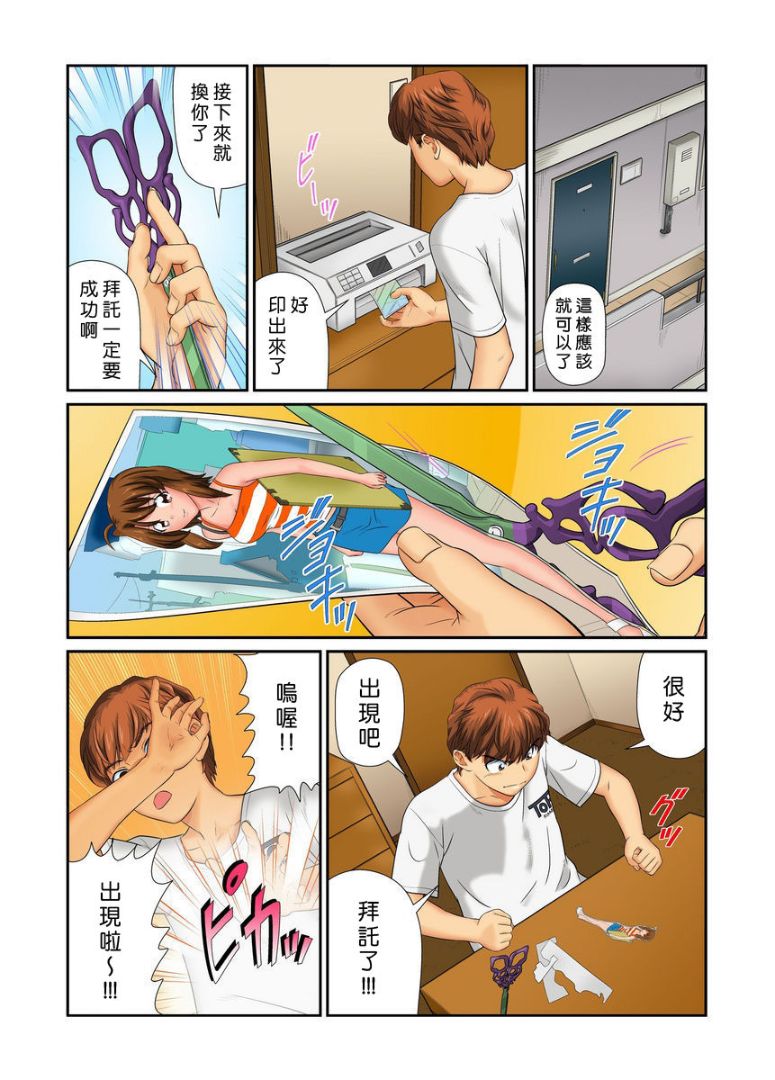 這樣應該
就可以了
ピーッ
好
印出來了
接下來就
換你了
拜託一定要
成功啊
ジョキッ
ジョキッ
很好
出現吧
グッ
拜託了!!!
嗚喔!!
ピカッ
出現啦～!!!